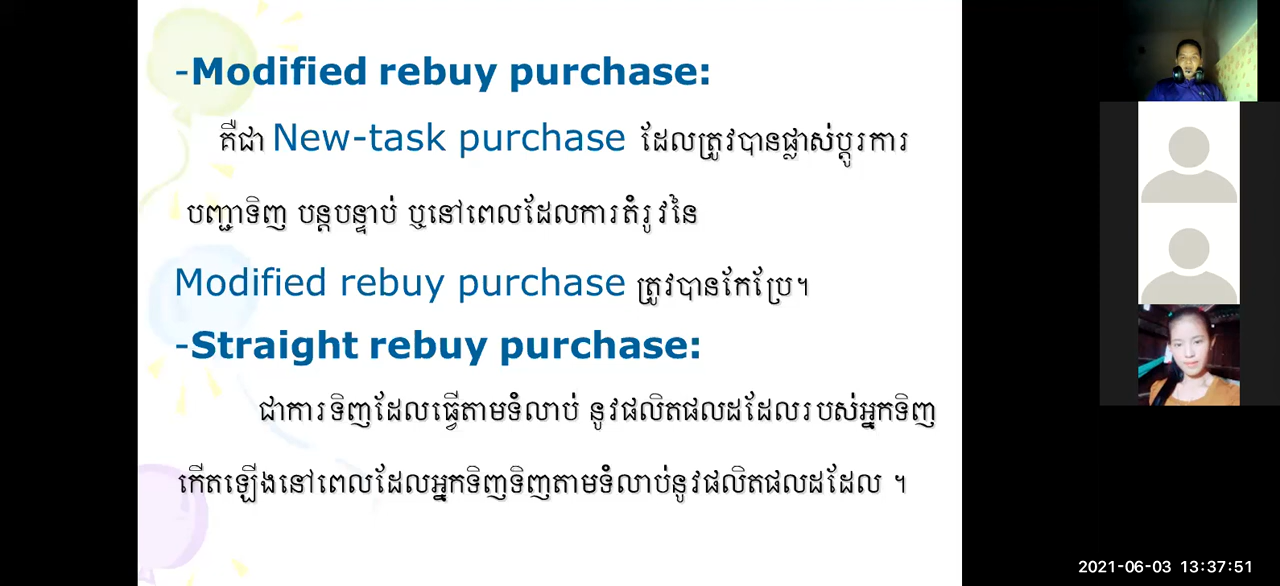 -Modified rebuy purchase:
គឺជា New-task purchase ដែលត្រូវបានផ្លាស់ប្តូរការ
បញ្ជាទិញ បន្តបន្ទាប់ ឬនៅពេលដែលការតំរូវនៃ
Modified rebuy purchase ត្រូវបានកែប្រែ។
-Straight rebuy purchase:
ជាការទិញដែលធ្វើតាមទំលាប់ នូវផលិតផលដដែលរបស់អ្នកទិញ
កើតឡើងនៅពេលដែលអ្នកទិញទិញតាមទំលាប់នូវផលិតផលដដែល ។
2021-06-03 13:37:51